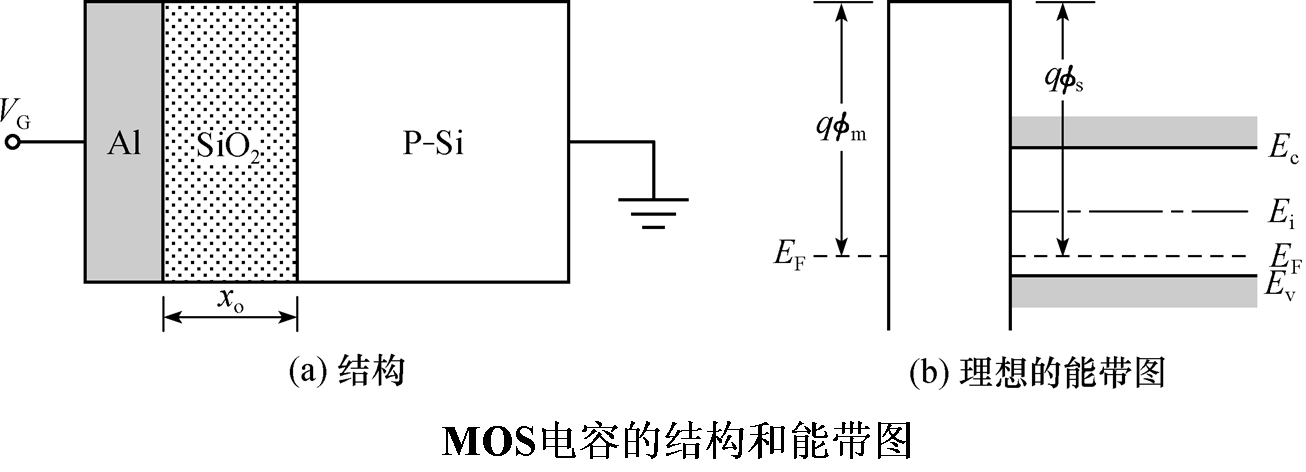 V_G
Al
SiO₂
P-Si
x_o
(a) 结构
qϕ_m
qϕ_s
E_c
E_i
E_F
E_F
E_v
(b) 理想的能带图
MOS电容的结构和能带图